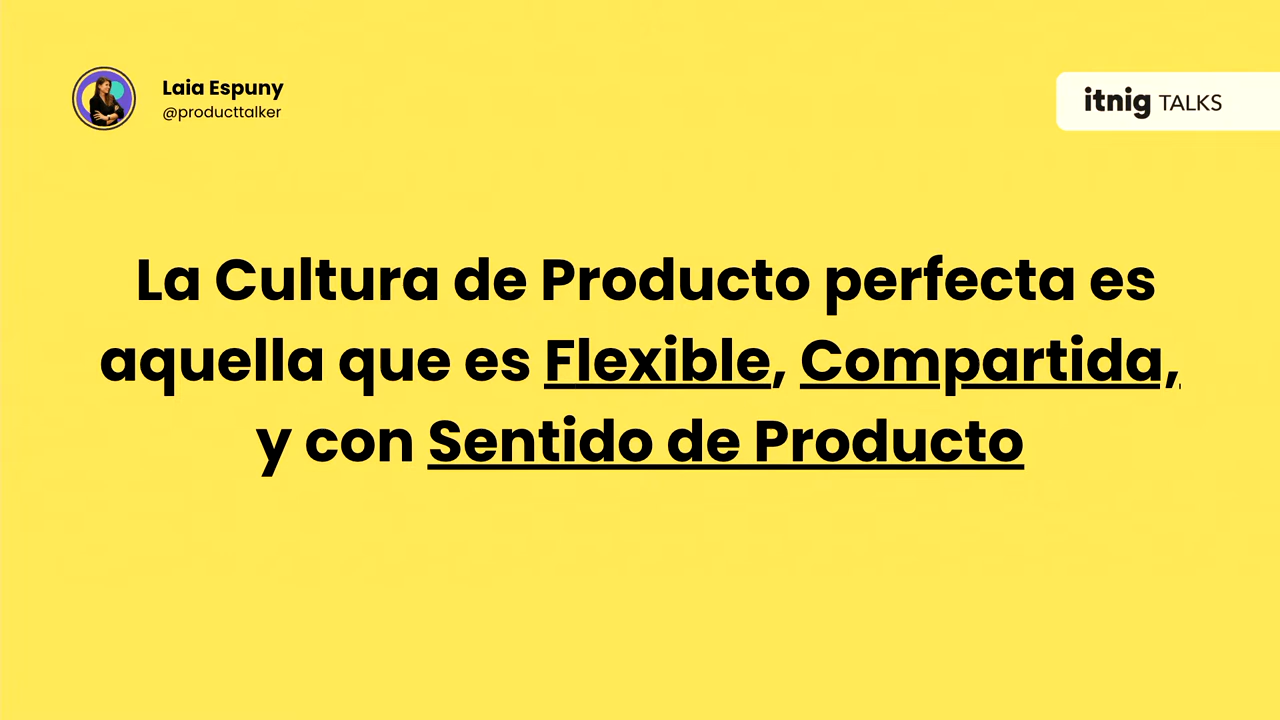 Laia Espuny
@producttalker
itnig TALKS
La Cultura de Producto perfecta es
aquella que es Flexible, Compartida,
y con Sentido de Producto